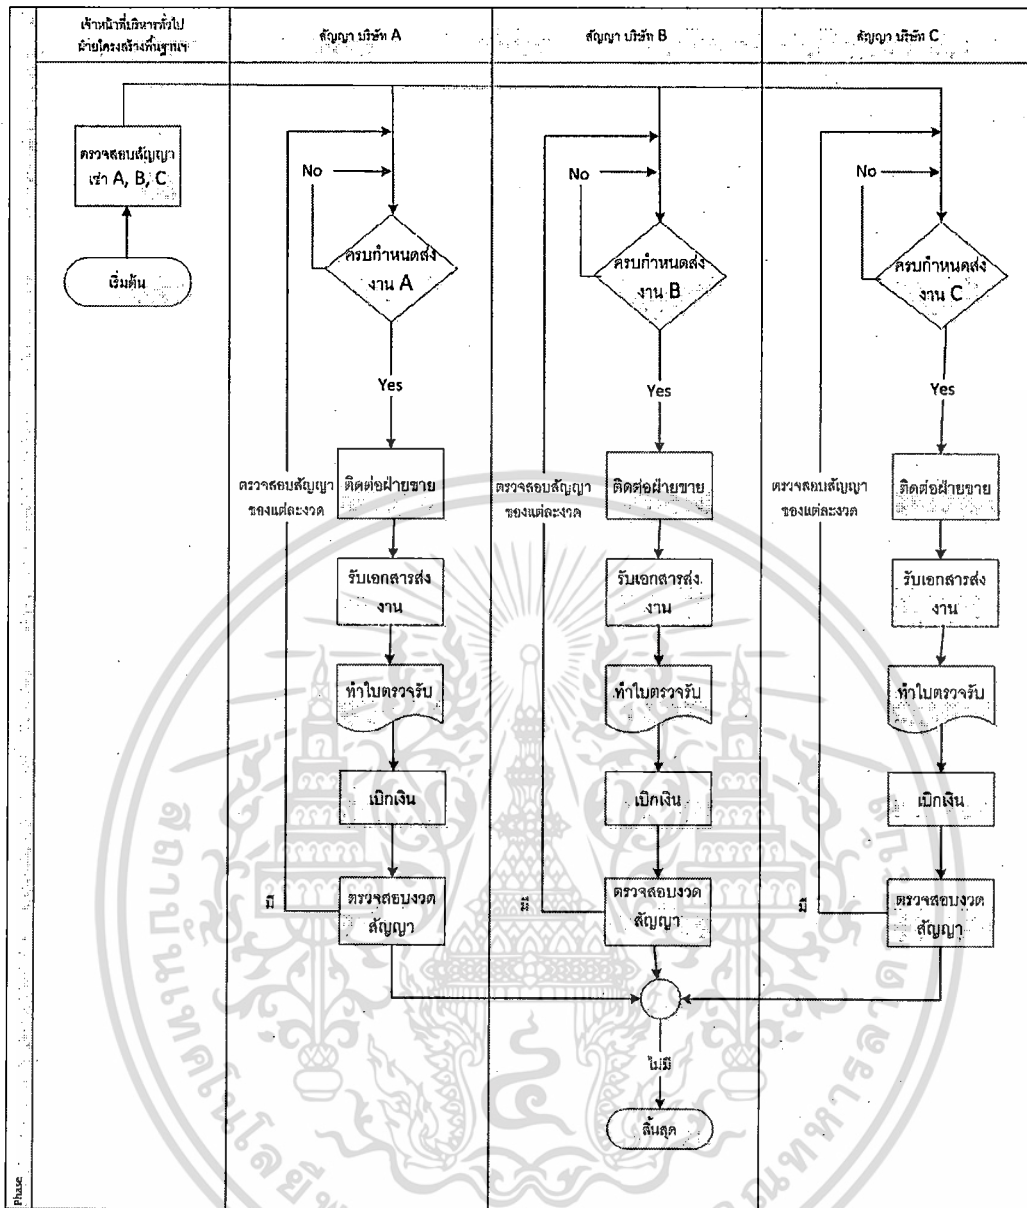 เจ้าหน้าที่บริหารทั่วไป
ฝ่ายโครงสร้างพื้นฐานฯ
สัญญา บริษัท A
สัญญา บริษัท B
สัญญา บริษัท C
ตรวจสอบสัญญา
เช่า A, B, C
เริ่มต้น
No
ครบกำหนดส่ง
งาน A
Yes
ตรวจสอบสัญญา
ของแต่ละงวด
ติดต่อฝ่ายขาย
รับเอกสารส่ง
งาน
ทำใบตรวจรับ
เบิกเงิน
มี
ตรวจสอบงวด
สัญญา
No
ครบกำหนดส่ง
งาน B
Yes
ตรวจสอบสัญญา
ของแต่ละงวด
ติดต่อฝ่ายขาย
รับเอกสารส่ง
งาน
ทำใบตรวจรับ
เบิกเงิน
มี
ตรวจสอบงวด
สัญญา
No
ครบกำหนดส่ง
งาน C
Yes
ตรวจสอบสัญญา
ของแต่ละงวด
ติดต่อฝ่ายขาย
รับเอกสารส่ง
งาน
ทำใบตรวจรับ
เบิกเงิน
มี
ตรวจสอบงวด
สัญญา
ไม่มี
สิ้นสุด
Phase